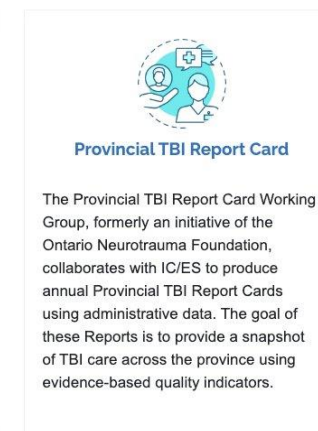 Provincial TBI Report Card
The Provincial TBI Report Card Working
Group, formerly an initiative of the
Ontario Neurotrauma Foundation,
collaborates with IC/ES to produce
annual Provincial TBI Report Cards
using administrative data. The goal of
these Reports is to provide a snapshot
of TBI care across the province using
evidence-based quality indicators.